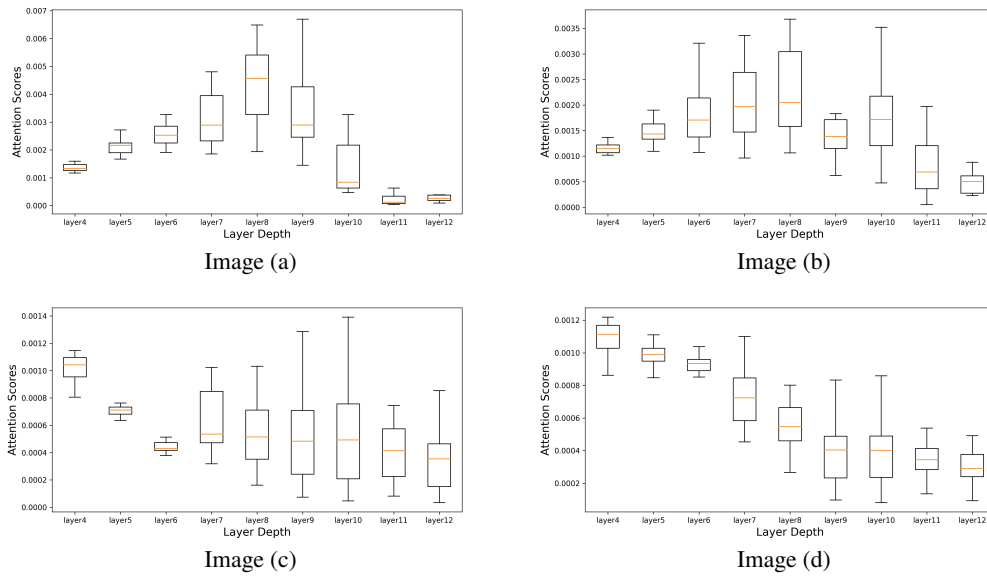 0.007
0.006
0.005
0.004
0.003
0.002
0.001
0.000
Attention Scores
layer4 layer5 layer6 layer7 layer8 layer9 layer10 layer11 layer12
Layer Depth
Image (a)
0.0035
0.0030
0.0025
0.0020
0.0015
0.0010
0.0005
0.0000
Attention Scores
layer4 layer5 layer6 layer7 layer8 layer9 layer10 layer11 layer12
Layer Depth
Image (b)
0.0014
0.0012
0.0010
0.0008
0.0006
0.0004
0.0002
0.0000
Attention Scores
layer4 layer5 layer6 layer7 layer8 layer9 layer10 layer11 layer12
Layer Depth
Image (c)
0.0012
0.0010
0.0008
0.0006
0.0004
0.0002
Attention Scores
layer4 layer5 layer6 layer7 layer8 layer9 layer10 layer11 layer12
Layer Depth
Image (d)